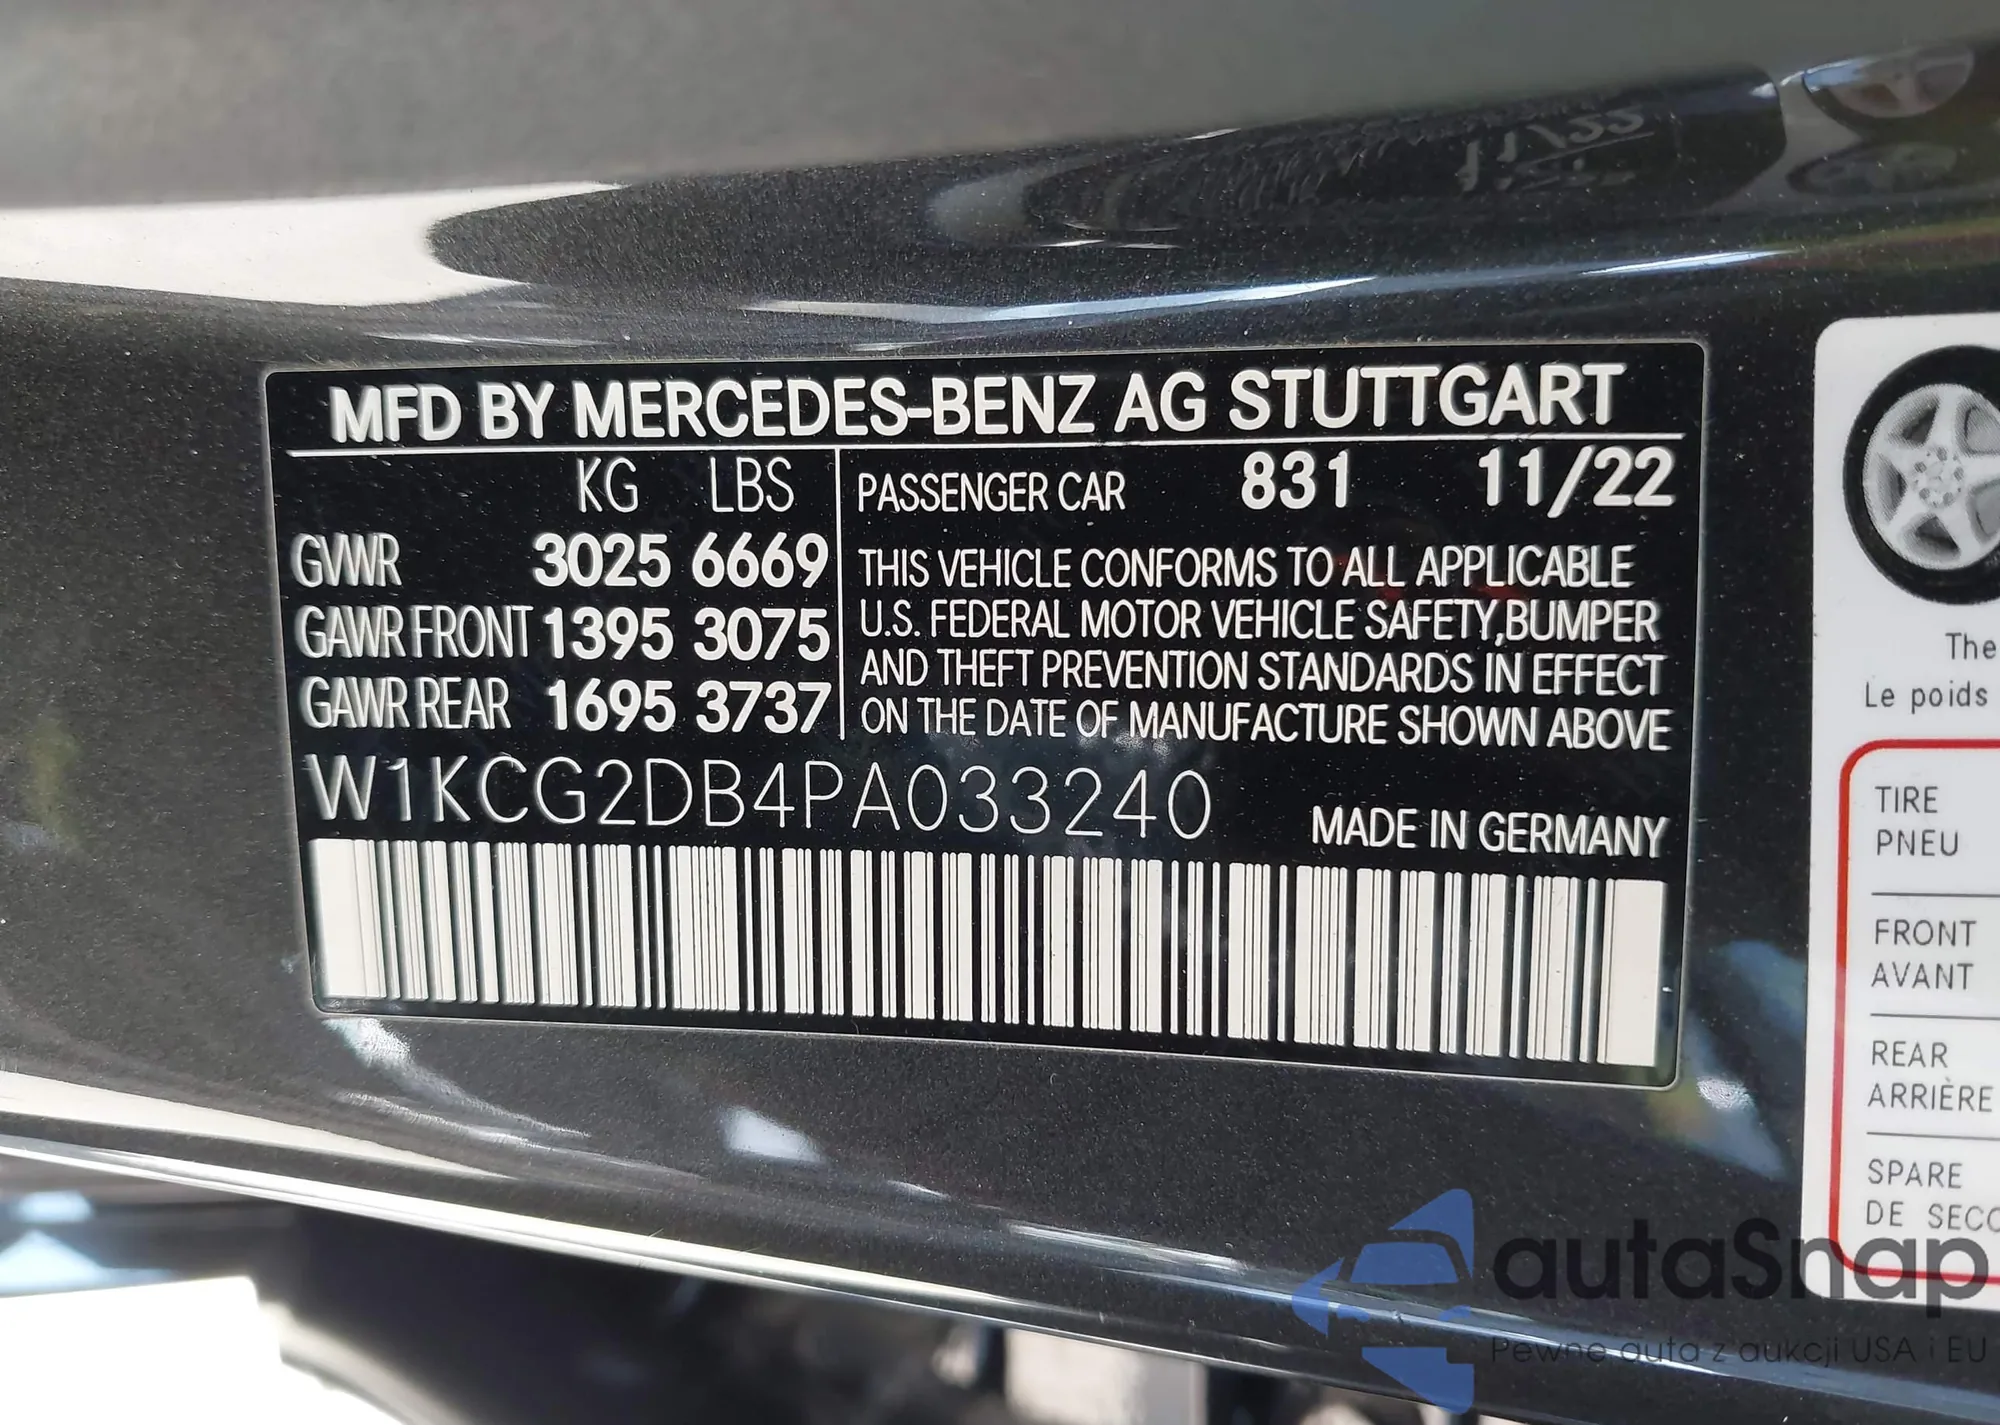 11/22
MFD BY MERCEDES-BENZ AG STUTTGART
KG LBS
GVWR 3025 6669
GAWR FRONT 1395 3075
GAWR REAR 1695 3737
PASSENGER CAR 831 11/22
THIS VEHICLE CONFORMS TO ALL APPLICABLE
U.S. FEDERAL MOTOR VEHICLE SAFETY,BUMPER
AND THEFT PREVENTION STANDARDS IN EFFECT
ON THE DATE OF MANUFACTURE SHOWN ABOVE
W1KCG2DB4PA033240
MADE IN GERMANY
The
Le poids
TIRE
PNEU
FRONT
AVANT
REAR
ARRIÈRE
SPARE
DE
autaSnap
Pewne auta z aukcji USA i EU